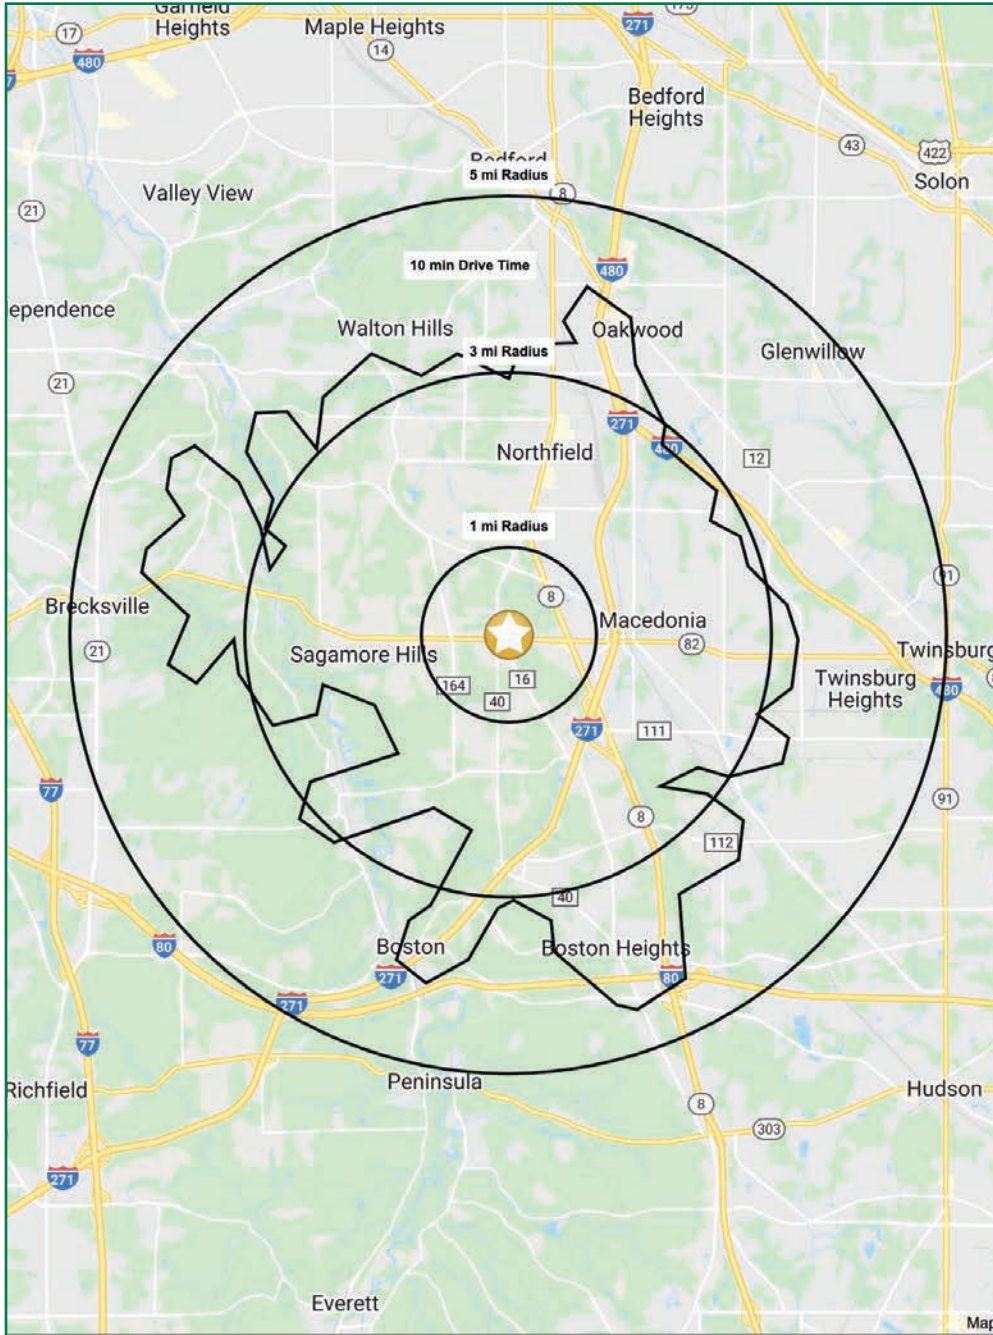 Garfield
Heights
Maple Heights
175
17
271
480
14
Bedford
Heights
43
422
Solon
Bedford
5 mi Radius
Valley View
8
21
10 min Drive Time
480
ependence
Walton Hills
Oakwood
3 mi Radius
Glenwillow
21
271
480
Northfield
12
1 mi Radius
91
8
Brecksville
Macedonia
82
21
Sagamore Hills
Twinsburg
16
164
40
Twinsburg
Heights
480
271
111
77
91
8
112
40
80
Boston
Boston Heights
271
80
271
77
Peninsula
Richfield
Hudson
8
303
271
Everett
Map